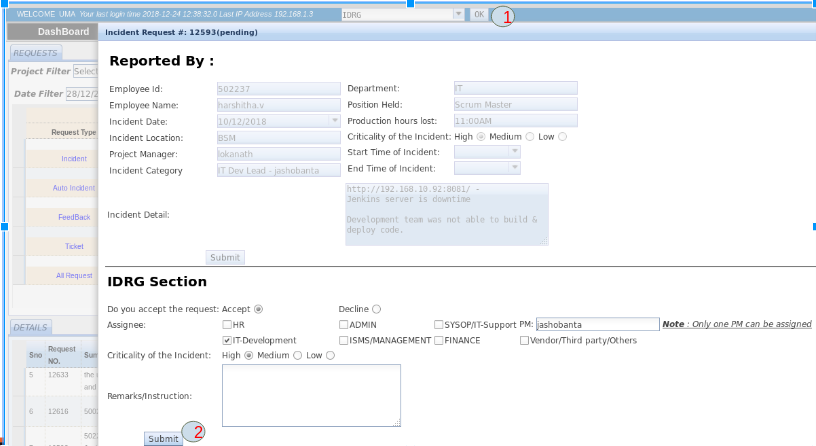 WELCOME  UMA  Your last login time 2018-12-24 12:38:32.0 Last IP Address 192.168.1.3 IDRG OK 1
DashBoard
Incident Request #: 12593(pending)
REQUESTS
Project Filter Select
Date Filter 28/12/
Request Type
Incident
Auto Incident
FeedBack
Ticket
All Request
Reported By :
Employee Id: 502237 Department: IT
Employee Name: harshitha.v Position Held: Scrum Master
Incident Date: 10/12/2018 Production hours lost: 11:00AM
Incident Location: BSM Criticality of the Incident: High Medium Low
Project Manager: lokanath Start Time of Incident:
Incident Category IT Dev Lead - jashobanta End Time of Incident:
Incident Detail:
http://192.168.10.92:8081/ -
Jenkins server is downtime
Development team was not able to build &
deploy code.
Submit
IDRG Section
Do you accept the request: Accept Decline
Assignee: HR ADMIN SYSOP/IT-Support PM: jashobanta Note : Only one PM can be assigned
IT-Development ISMS/MANAGEMENT FINANCE Vendor/Third party/Others
Criticality of the Incident: High Medium Low
Remarks/Instruction:
Submit 2
DETAILS
Sno Request NO. Sum
5 12633 the
and
6 12616 502
502